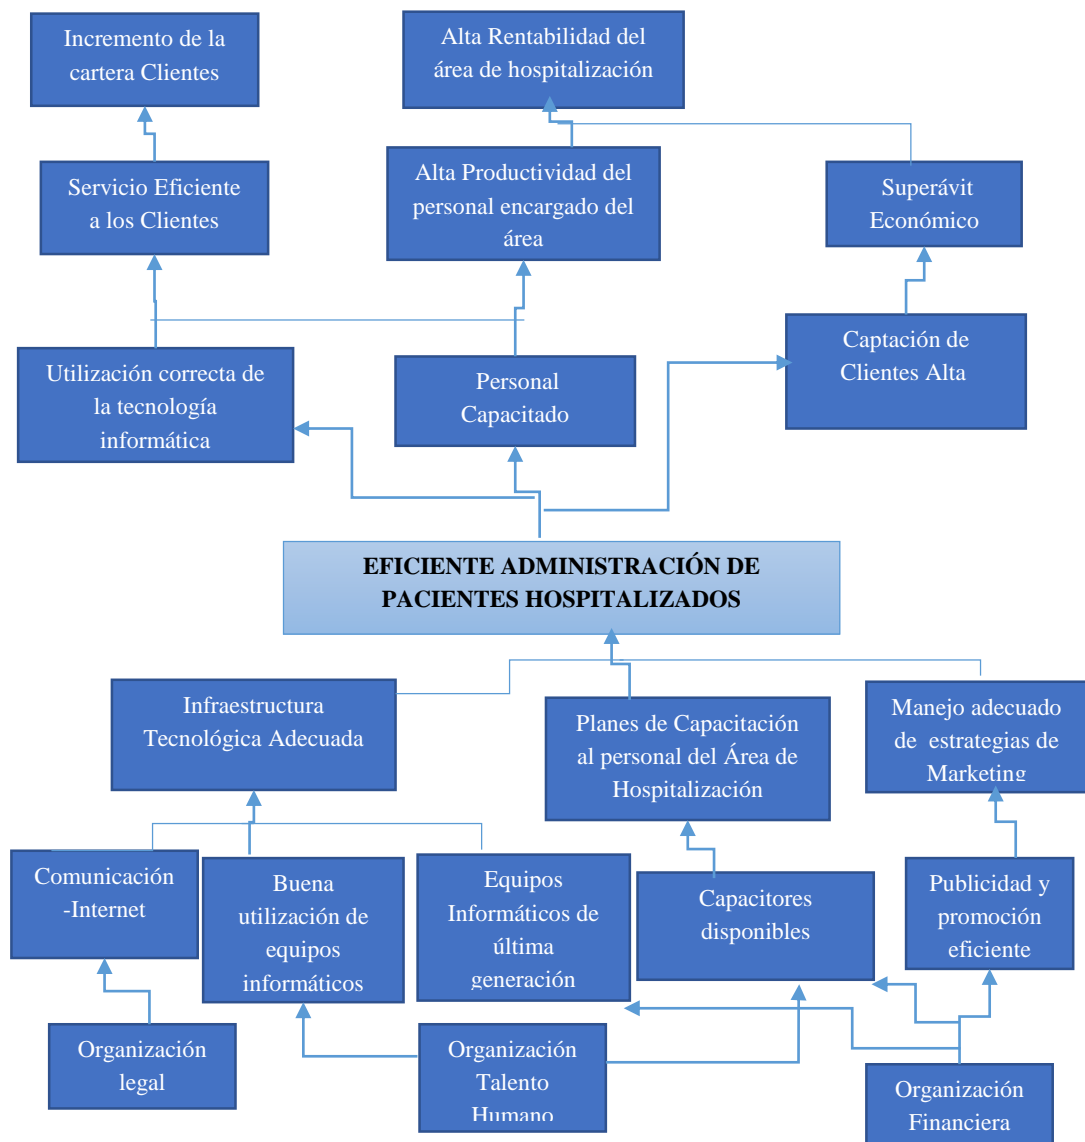 Incremento de la
cartera Clientes
Alta Rentabilidad del
área de hospitalización
Servicio Eficiente
a los Clientes
Alta Productividad del
personal encargado del
área
Superávit
Económico
Utilización correcta de
la tecnología
informática
Personal
Capacitado
Captación de
Clientes Alta
EFICIENTE ADMINISTRACIÓN DE
PACIENTES HOSPITALIZADOS
Infraestructura
Tecnológica Adecuada
Planes de Capacitación
al personal del Área de
Hospitalización
Manejo adecuado
de estrategias de
Marketing
Comunicación
-Internet
Buena
utilización de
equipos
informáticos
Equipos
Informáticos de
última
generación
Capacitores
disponibles
Publicidad y
promoción
eficiente
Organización
legal
Organización
Talento
Humano
Organización
Financiera